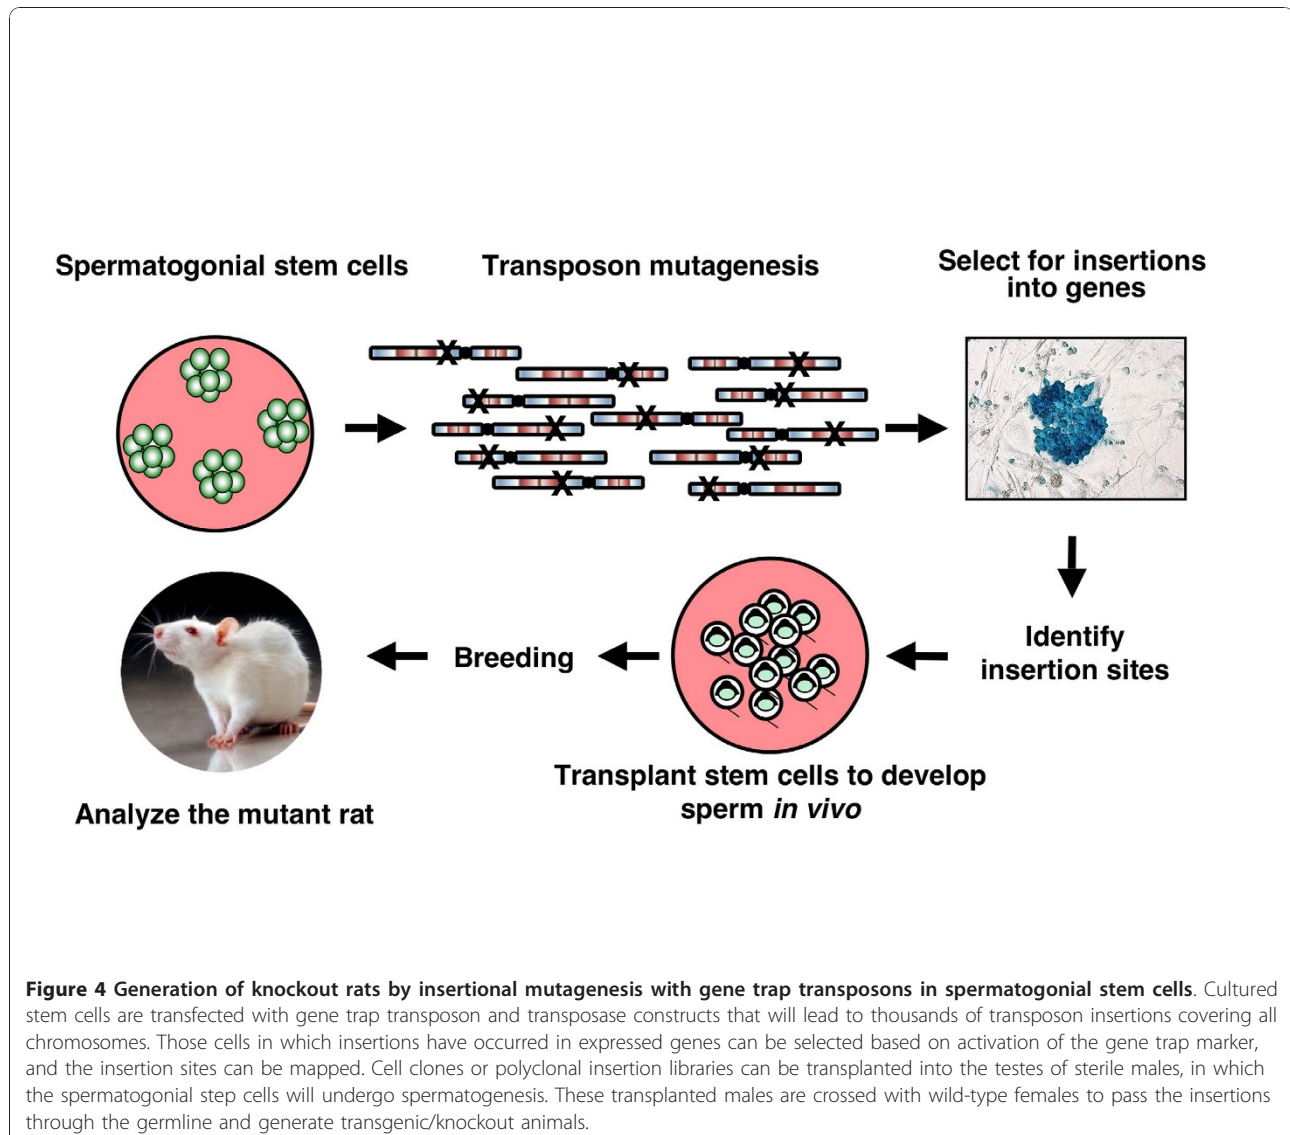 Spermatogonial stem cells
Transposon mutagenesis
Select for insertions
into genes
Identify
insertion sites
Transplant stem cells to develop
sperm in vivo
Breeding
Analyze the mutant rat
Figure 4 Generation of knockout rats by insertional mutagenesis with gene trap transposons in spermatogonial stem cells. Cultured
stem cells are transfected with gene trap transposon and transposase constructs that will lead to thousands of transposon insertions covering all
chromosomes. Those cells in which insertions have occurred in expressed genes can be selected based on activation of the gene trap marker,
and the insertion sites can be mapped. Cell clones or polyclonal insertion libraries can be transplanted into the testes of sterile males, in which
the spermatogonial step cells will undergo spermatogenesis. These transplanted males are crossed with wild-type females to pass the insertions
through the germline and generate transgenic/knockout animals.